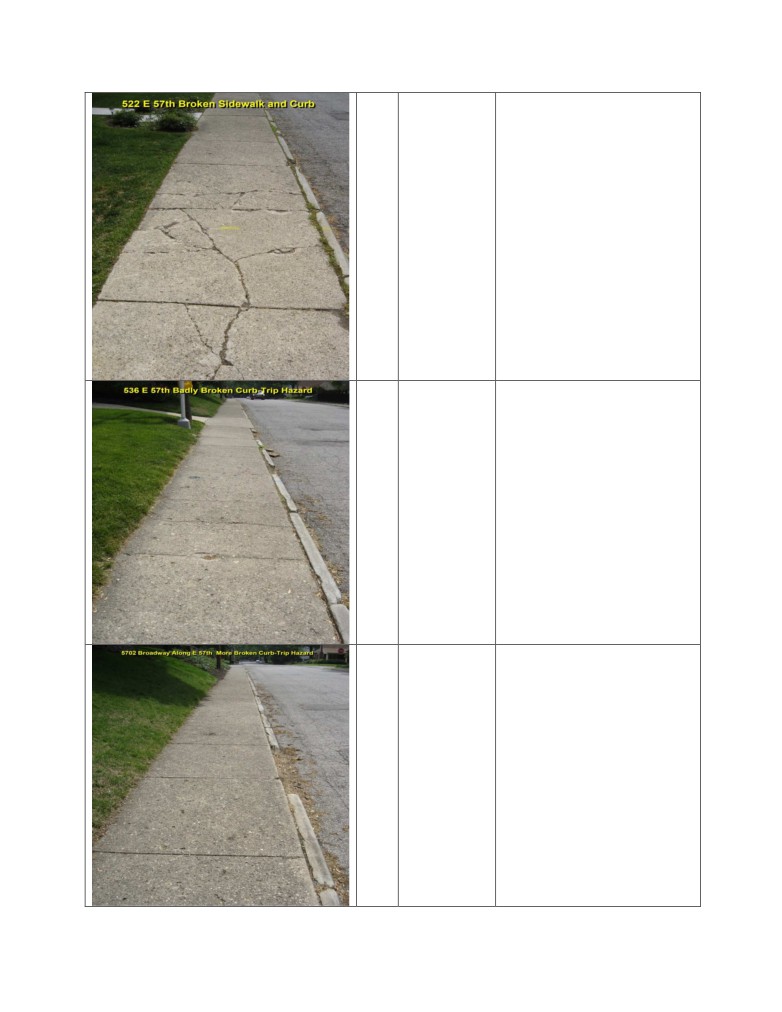 522 E 57th Broken Sidewalk and Curb
536 E 57th Badly Broken Curb-Trip Hazard
5702 Broadway Along E 57th More Broken Curb-Trip Hazard